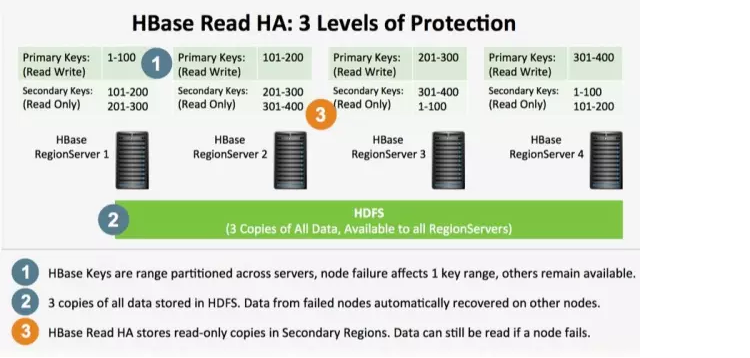 HBase Read HA: 3 Levels of Protection
Primary Keys: 1-100
(Read Write)
Secondary Keys: 101-200
(Read Only) 201-300
1
Primary Keys: 101-200
(Read Write)
Secondary Keys: 201-300
(Read Only) 301-400
Primary Keys: 201-300
(Read Write)
Secondary Keys: 301-400
(Read Only) 1-100
3
Primary Keys: 301-400
(Read Write)
Secondary Keys: 1-100
(Read Only) 101-200
HBase
RegionServer 1
HBase
RegionServer 2
HBase
RegionServer 3
HBase
RegionServer 4
2
HDFS
(3 Copies of All Data, Available to all RegionServers)
1 HBase Keys are range partitioned across servers, node failure affects 1 key range, others remain available.
2 3 copies of all data stored in HDFS. Data from failed nodes automatically recovered on other nodes.
3 HBase Read HA stores read-only copies in Secondary Regions. Data can still be read if a node fails.